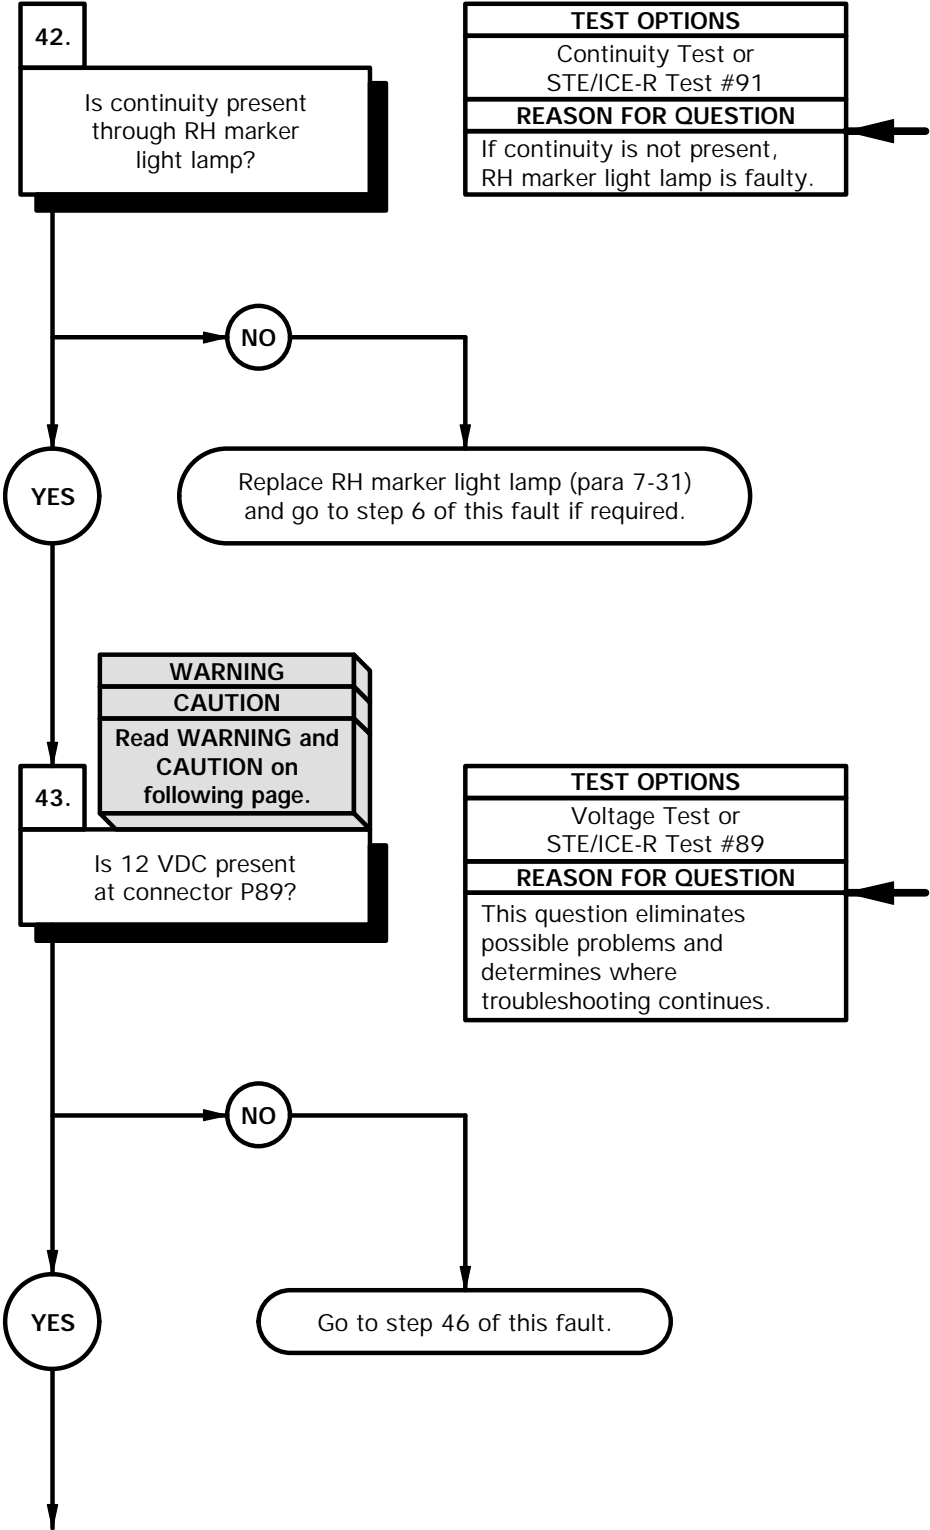 42.
Is continuity present
through RH marker
light lamp?
TEST OPTIONS
Continuity Test or
STE/ICE-R Test #91
REASON FOR QUESTION
If continuity is not present,
RH marker light lamp is faulty.
NO
YES
Replace RH marker light lamp (para 7-31)
and go to step 6 of this fault if required.
WARNING
CAUTION
Read WARNING and
CAUTION on
following page.
43.
Is 12 VDC present
at connector P89?
TEST OPTIONS
Voltage Test or
STE/ICE-R Test #89
REASON FOR QUESTION
This question eliminates
possible problems and
determines where
troubleshooting continues.
NO
YES
Go to step 46 of this fault.